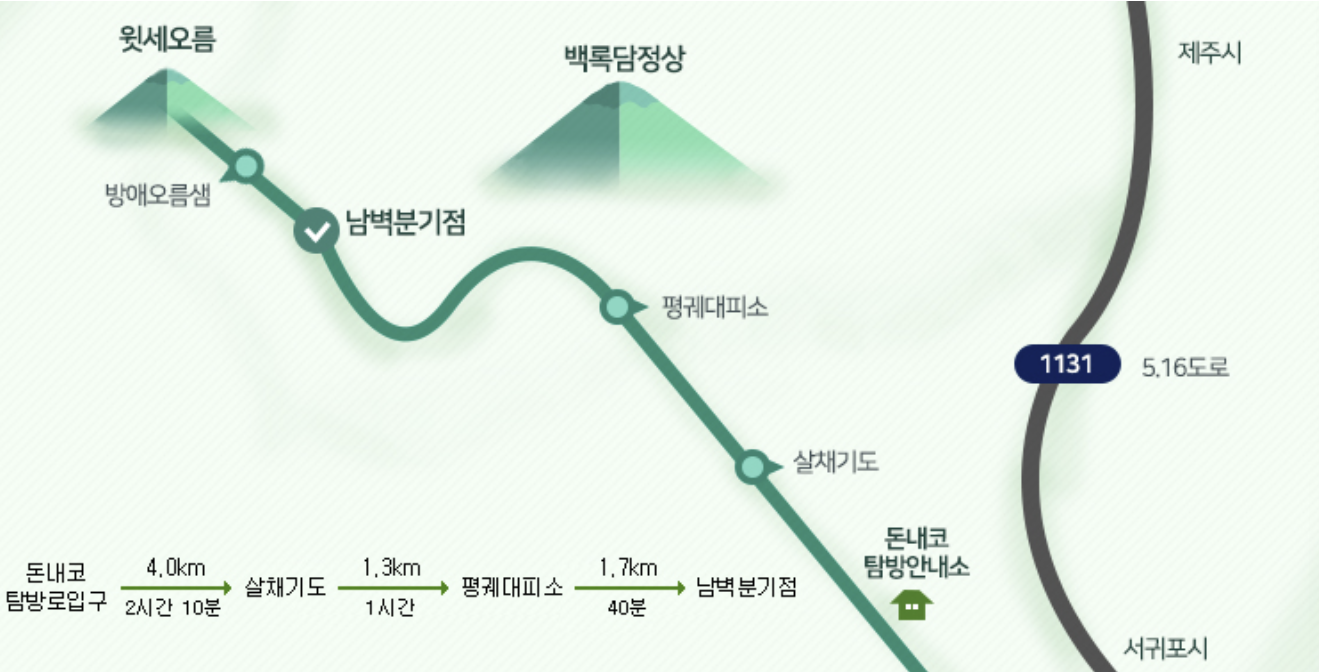 윗세오름
백록담정상
제주시
방애오름샘
남벽분기점
평궤대피소
1131
5.16도로
살채기도
돈내코
탐방안내소
돈내코
탐방로입구
4.0km
2시간 10분
살채기도
1.3km
1시간
평궤대피소
1.7km
40분
남벽분기점
서귀포시